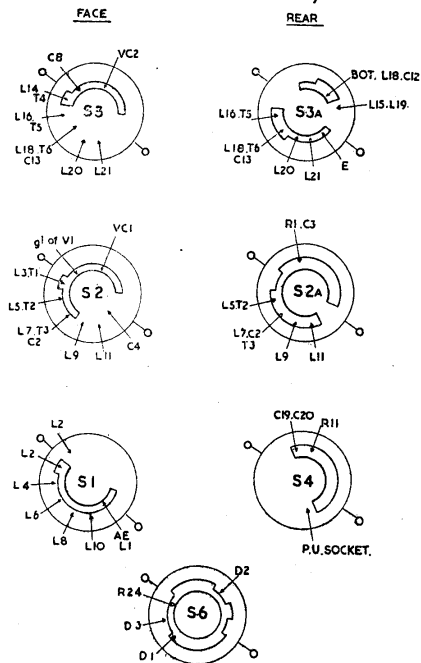 FACE
REAR
C8
VC2
L14
T4
S3
L16
T5
L18.T6
C13
L20 L21
BOT. L18.C12
S3A
L15.L19.
L16.T5
L18.T6
C13
L20
L21
E
g1 of V1
VC1
L3.T1
S2
L5.T2
L7.T3
C2
L9 L11
C4
R1.C3
S2A
L5.T2
L7.C2
T3
L9 L11
L2
L2
S1
L4
L6
L8
L10
AE
L1
C19.C20
R11
S4
P.U. SOCKET.
R24
D2
S6
D3
D1